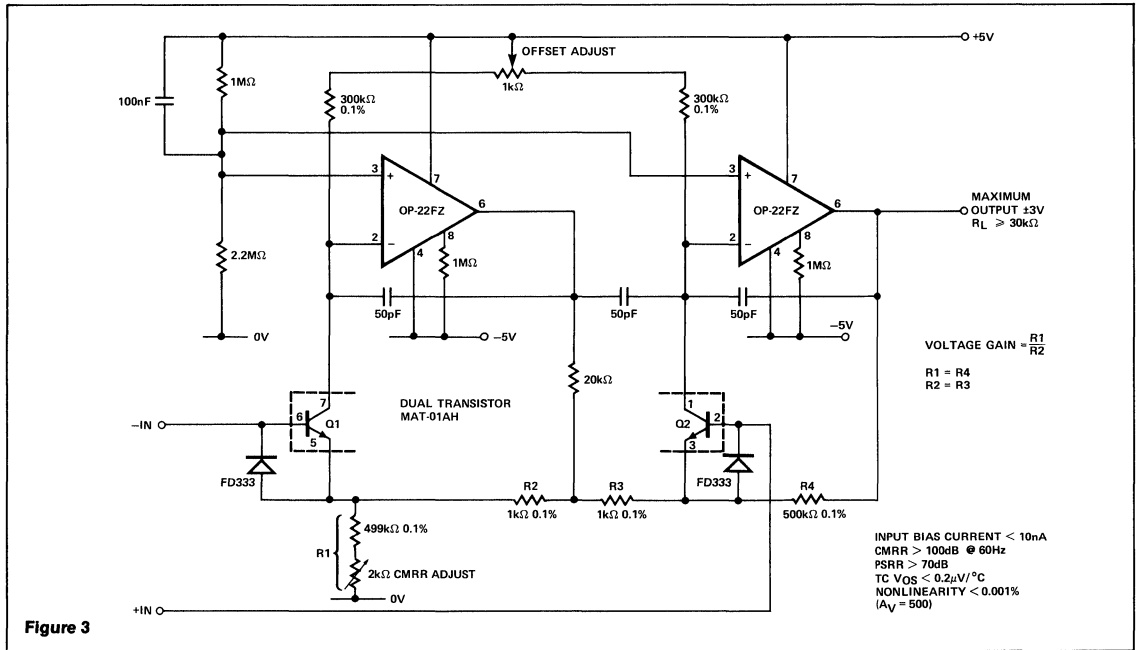 +5V
OFFSET ADJUST
1kΩ
1MΩ
100nF
300kΩ
0.1%
300kΩ
0.1%
3
+
7
OP-22FZ
6
2
−
8
4
1MΩ
3
+
7
OP-22FZ
6
2
−
8
4
1MΩ
MAXIMUM
OUTPUT ±3V
RL ⩾ 30kΩ
2.2MΩ
0V
50pF
50pF
50pF
−5V
−5V
VOLTAGE GAIN = R1
R2
R1 = R4
R2 = R3
20kΩ
DUAL TRANSISTOR
MAT-01AH
7
6
Q1
5
1
Q2
2
3
−IN
FD333
FD333
R2
1kΩ 0.1%
R3
1kΩ 0.1%
R4
500kΩ 0.1%
R1
499kΩ 0.1%
2kΩ CMRR ADJUST
0V
+IN
INPUT BIAS CURRENT < 10nA
CMRR > 100dB @ 60Hz
PSRR > 70dB
TC VOS < 0.2μV/°C
NONLINEARITY < 0.001%
(AV = 500)
Figure 3